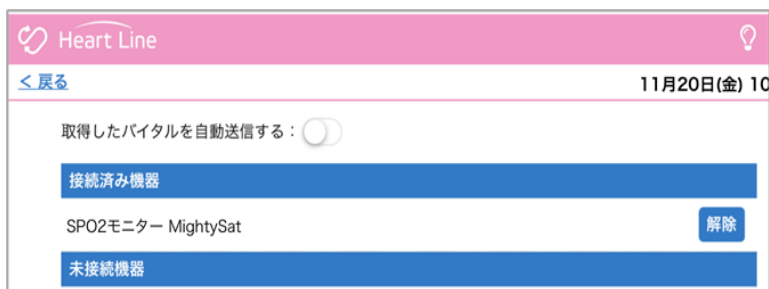 Heart Line
< 戻る
11月20日(金) 10
取得したバイタルを自動送信する：
接続済み機器
SPO2モニター MightySat
解除
未接続機器